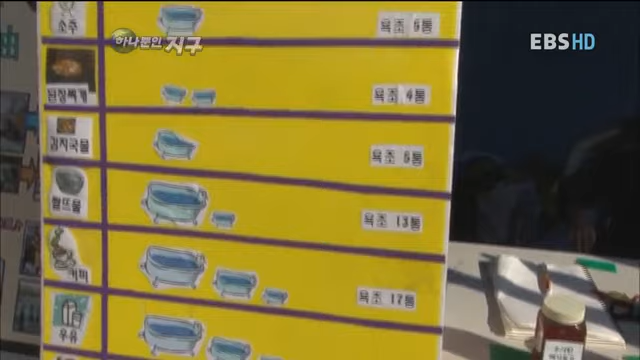 소주
욕조 6통
하나뿐인 지구
EBS HD
된장찌개
욕조 4통
김치국물
욕조 6통
쌀뜨물
욕조 13통
커피
욕조 17통
우유